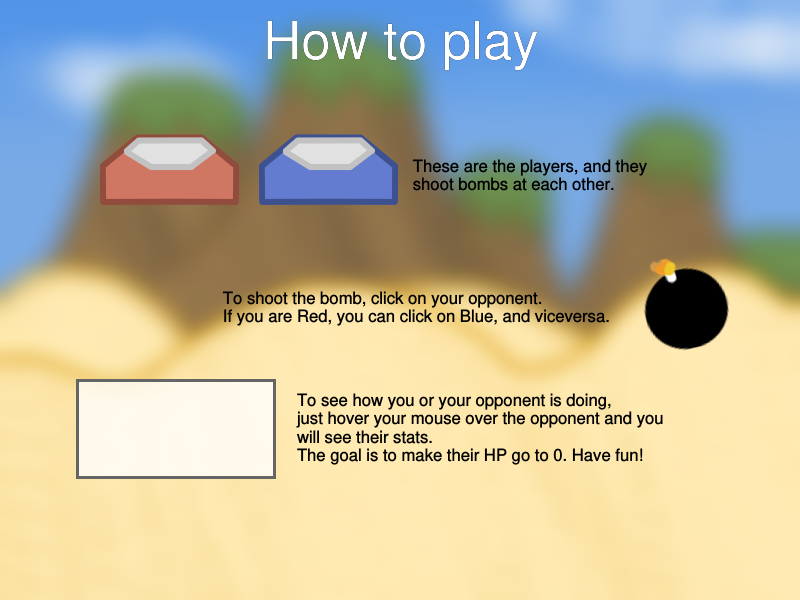 How to play
These are the players, and they
shoot bombs at each other.
To shoot the bomb, click on your opponent.
If you are Red, you can click on Blue, and viceversa.
To see how you or your opponent is doing,
just hover your mouse over the opponent and you
will see their stats.
The goal is to make their HP go to 0. Have fun!